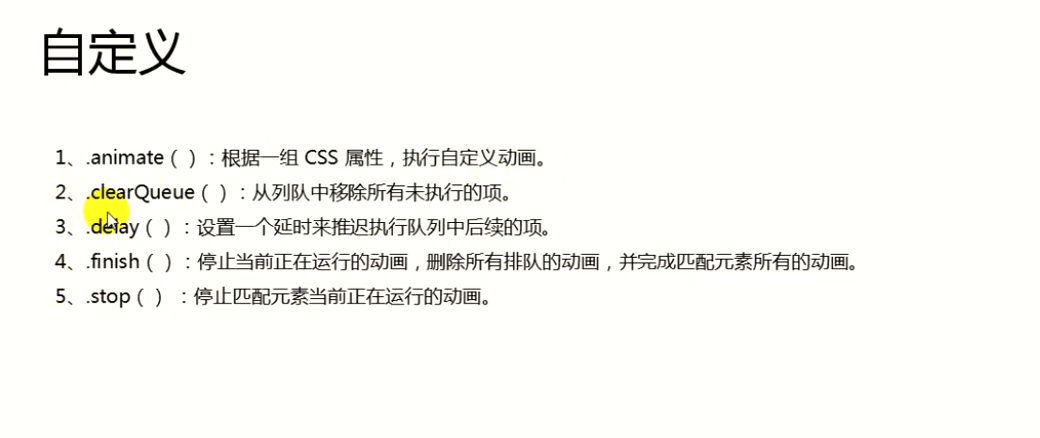 自定义
1、.animate（ ）：根据一组 CSS 属性，执行自定义动画。
2、.clearQueue（ ）：从列队中移除所有未执行的项。
3、.delay（ ）：设置一个延时来推迟执行队列中后续的项。
4、.finish（ ）：停止当前正在运行的动画，删除所有排队的动画，并完成匹配元素所有的动画。
5、.stop（ ） ：停止匹配元素当前正在运行的动画。